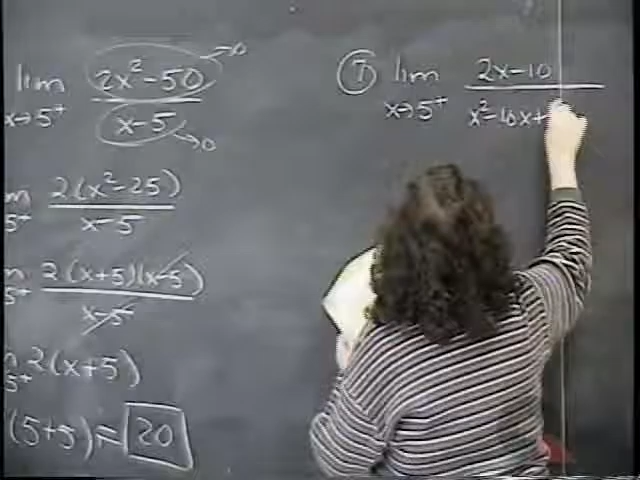 lim x→5⁺ (2x²-50)/(x-5) →0 →0
2(x²-25)/(x-5)
5⁺
2(x+5)(x-5)/(x-5)
5⁺
2(x+5)
5⁺
(5+5) = 20
⑦ lim x→5⁺ (2x-10)/(x²-10x+